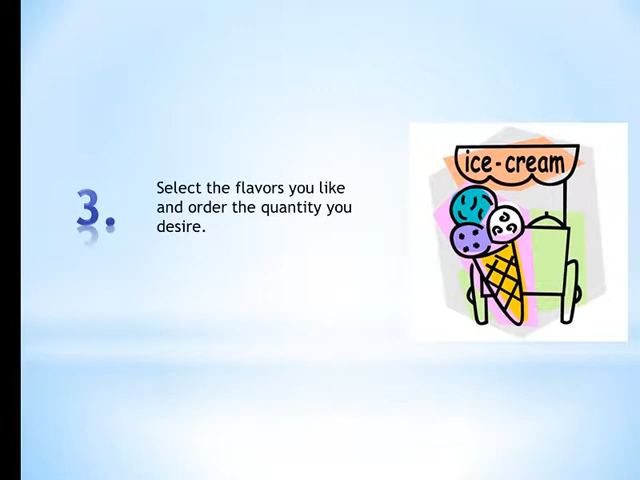 3.
Select the flavors you like
and order the quantity you
desire.
ice-cream